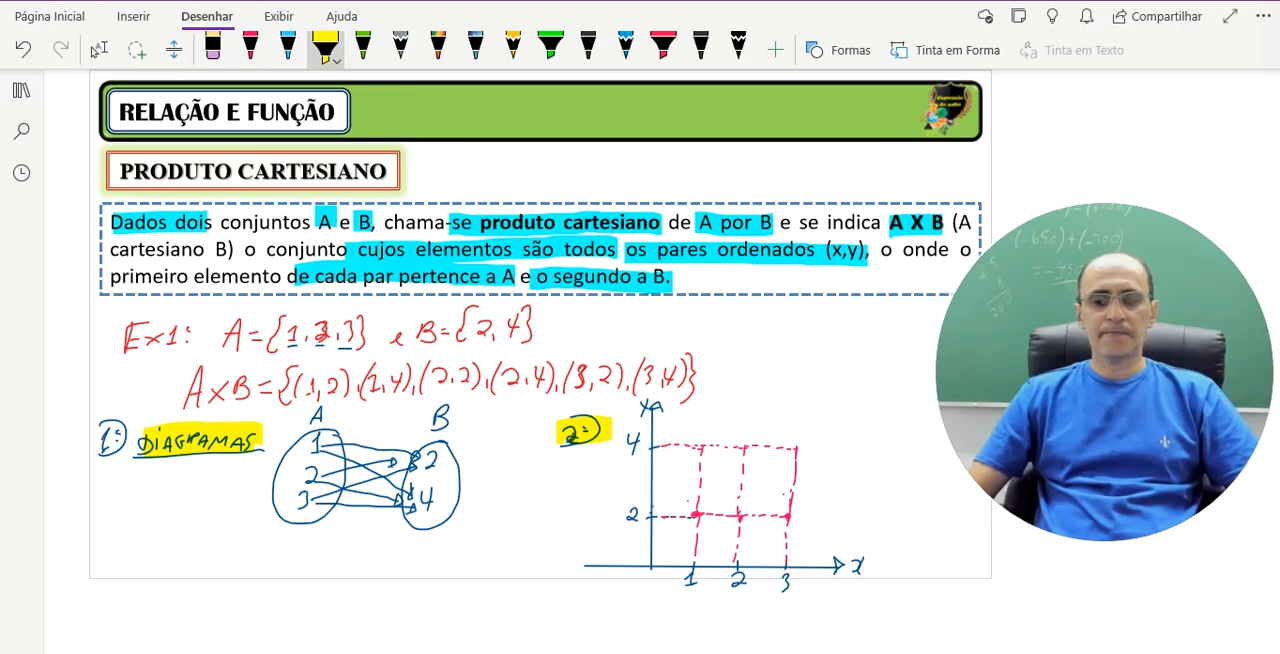 Página Inicial Inserir Desenhar Exibir Ajuda Compartilhar
Formas Tinta em Forma Tinta em Texto
RELAÇÃO E FUNÇÃO
PRODUTO CARTESIANO
Dados dois conjuntos A e B, chama-se produto cartesiano de A por B e se indica A X B (A
cartesiano B) o conjunto cujos elementos são todos os pares ordenados (x,y), o onde o
primeiro elemento de cada par pertence a A e o segundo a B.
Ex1: A={1,2,3} e B={2,4}
AxB={(1,2),(1,4),(2,2),(2,4),(3,2),(3,4)}
A B
1º) DIAGRAMAS
1
2
3
2
4
2º)
y
4
2
1 2 3 x